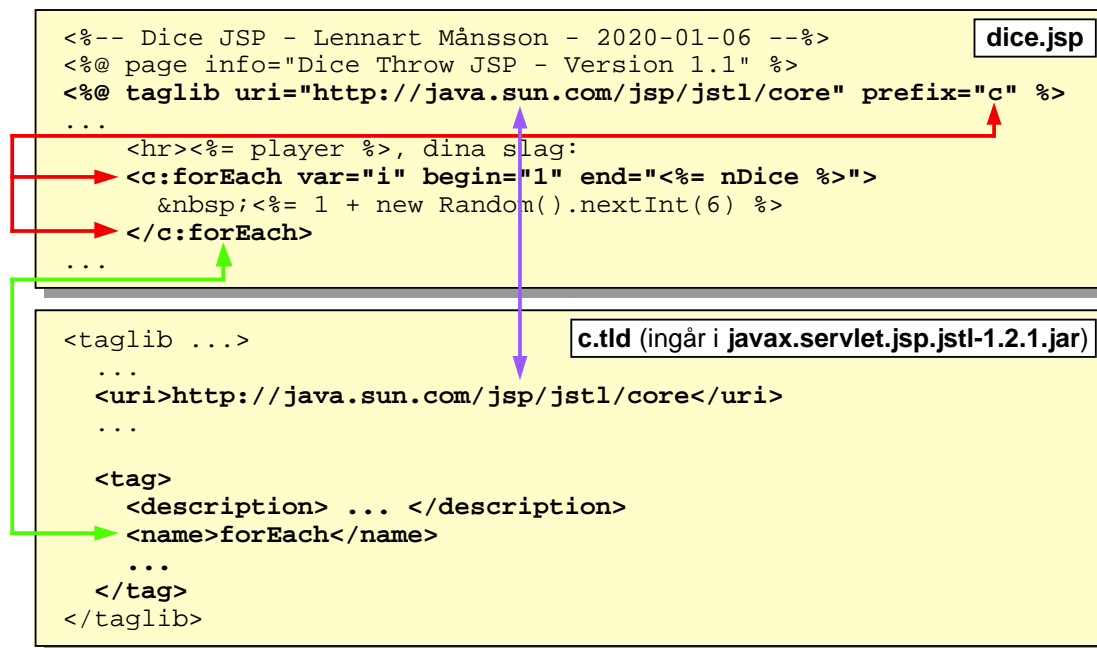 <%-- Dice JSP - Lennart Månsson - 2020-01-06 --%>
dice.jsp
<%@ page info="Dice Throw JSP - Version 1.1" %>
<%@ taglib uri="http://java.sun.com/jsp/jstl/core" prefix="c" %>
...
<hr><%= player %>, dina slag:
<c:forEach var="i" begin="1" end="<%= nDice %>">
&nbsp;<%= 1 + new Random().nextInt(6) %>
</c:forEach>
...
<taglib ...>
c.tld (ingår i javax.servlet.jsp.jstl-1.2.1.jar)
...
<uri>http://java.sun.com/jsp/jstl/core</uri>
...
<tag>
<description> ... </description>
<name>forEach</name>
...
</tag>
</taglib>